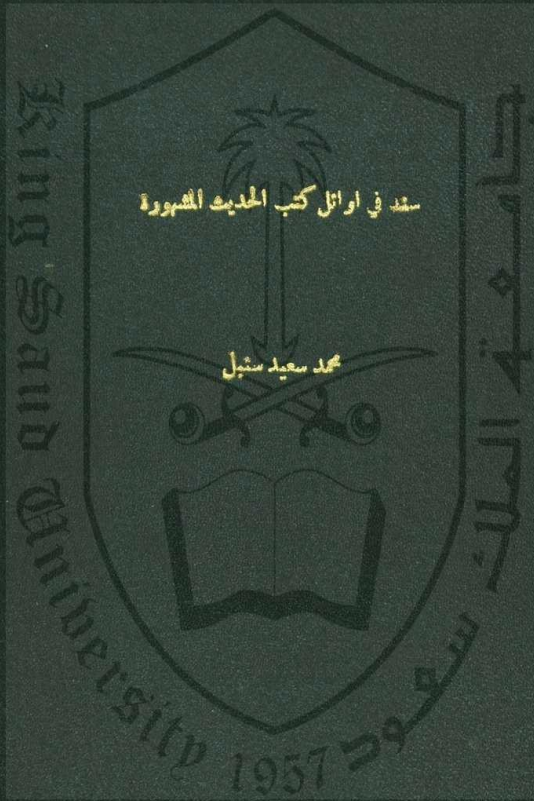 سند في اوائل كتب الحديث المشهورة
محمد سعيد سنبل
King Saud University
1957
جامعة الملك سعود